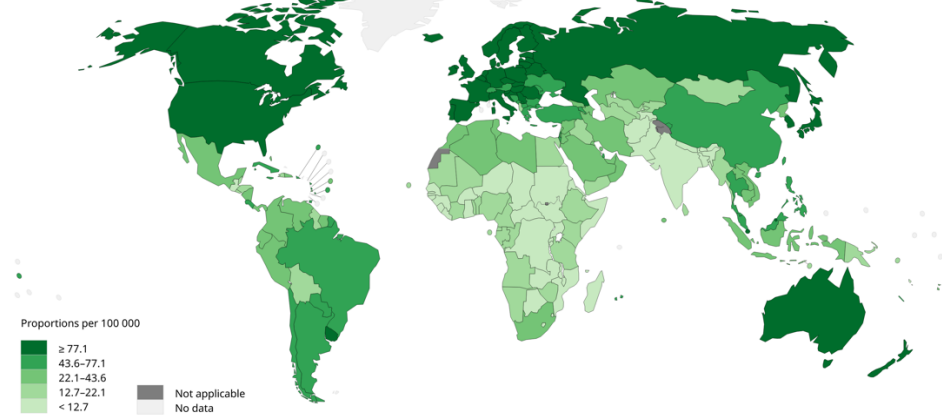 Proportions per 100 000
≥ 77.1
43.6–77.1
22.1–43.6
12.7–22.1
< 12.7
Not applicable
No data